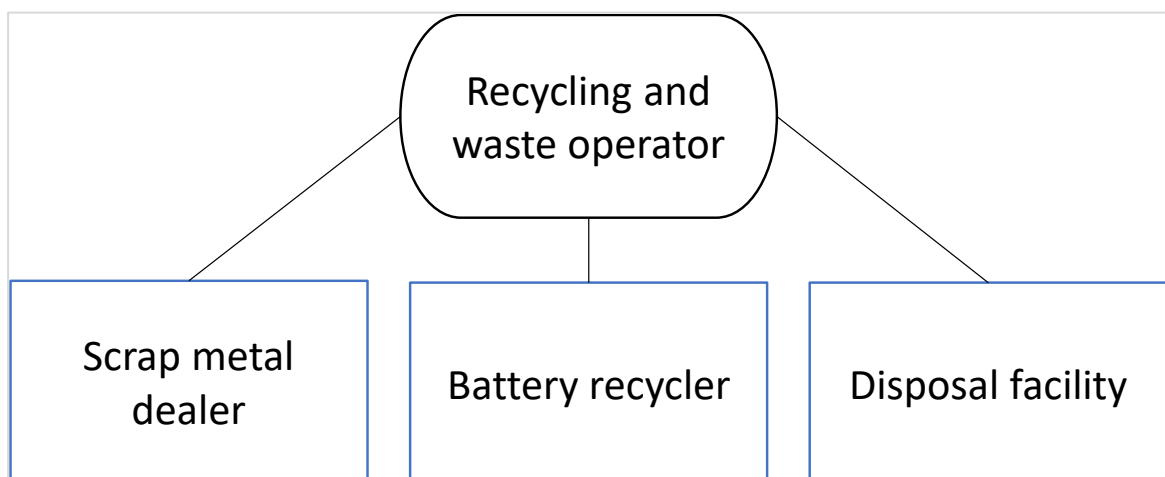 Recycling and
waste operator
Scrap metal
dealer
Battery recycler
Disposal facility